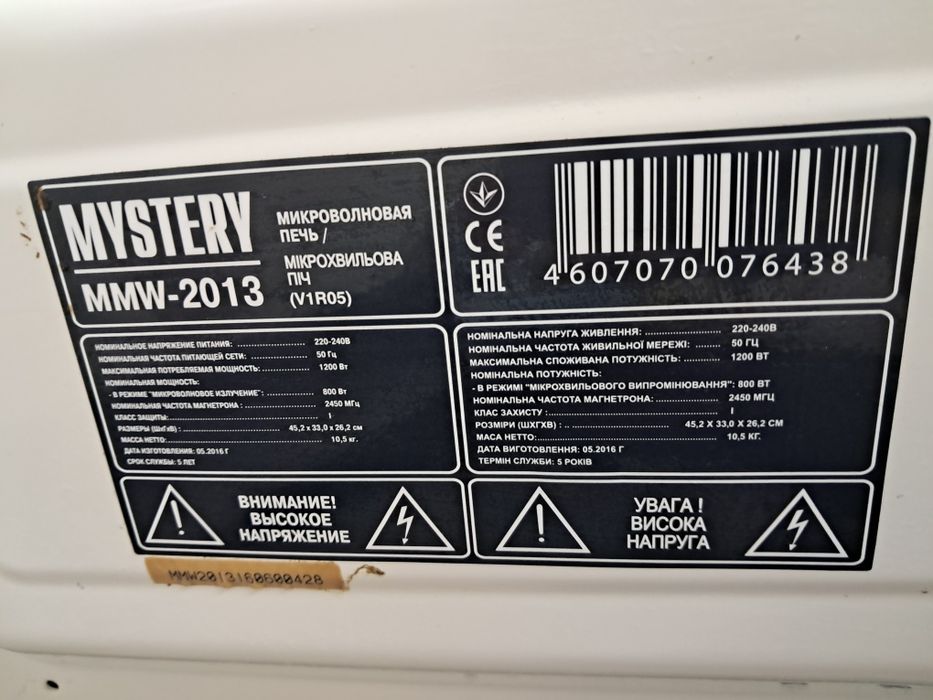 MYSTERY
MMW-2013
МИКРОВОЛНОВАЯ
ПЕЧЬ /
МІКРОХВИЛЬОВА
ПІЧ
(V1R05)
CE
EAC
4 607070 076438
НОМИНАЛЬНОЕ НАПРЯЖЕНИЕ ПИТАНИЯ: ........................ 220-240В
НОМИНАЛЬНАЯ ЧАСТОТА ПИТАЮЩЕЙ СЕТИ: ................ 50 Гц
МАКСИМАЛЬНАЯ ПОТРЕБЛЯЕМАЯ МОЩНОСТЬ: ................ 1200 Вт
НОМИНАЛЬНАЯ МОЩНОСТЬ:
- В РЕЖИМЕ "МИКРОВОЛНОВОЕ ИЗЛУЧЕНИЕ": ................ 800 Вт
НОМИНАЛЬНАЯ ЧАСТОТА МАГНЕТРОНА : ........................ 2450 МГц
КЛАСС ЗАЩИТЫ: ........................ I
РАЗМЕРЫ (ШхГхВ) : ........................ 45,2 х 33,0 х 26,2 СМ
МАССА НЕТТО: ........................ 10,5 КГ.
ДАТА ИЗГОТОВЛЕНИЯ: 05.2016 Г
СРОК СЛУЖБЫ: 5 ЛЕТ
НОМІНАЛЬНА НАПРУГА ЖИВЛЕННЯ: ........................ 220-240В
НОМІНАЛЬНА ЧАСТОТА ЖИВИЛЬНОЇ МЕРЕЖІ: ........ 50 ГЦ
МАКСИМАЛЬНА СПОЖИВАНА ПОТУЖНІСТЬ: ........ 1200 ВТ
НОМІНАЛЬНА ПОТУЖНІСТЬ:
- В РЕЖИМІ "МІКРОХВИЛЬОВОГО ВИПРОМІНЮВАННЯ": 800 ВТ
НОМІНАЛЬНА ЧАСТОТА МАГНЕТРОНА: ........................ 2450 МГЦ
КЛАС ЗАХИСТУ : ........................ I
РОЗМІРИ (ШХГХВ) : .. ........................ 45,2 Х 33,0 Х 26,2 СМ
МАСА НЕТТО: ........................ 10,5 КГ.
ДАТА ВИГОТОВЛЕННЯ: 05.2016 Г
ТЕРМІН СЛУЖБИ: 5 РОКІВ
ВНИМАНИЕ!
ВЫСОКОЕ
НАПРЯЖЕНИЕ
УВАГА !
ВИСОКА
НАПРУГА
MMW2013160600428